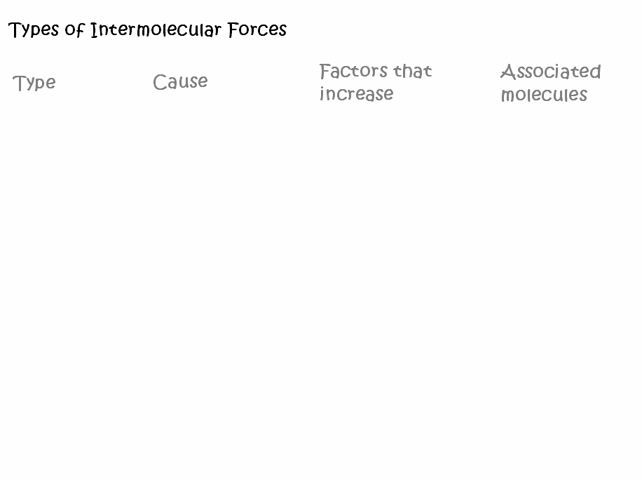 Types of Intermolecular Forces
Type
Cause
Factors that
increase
Associated
molecules